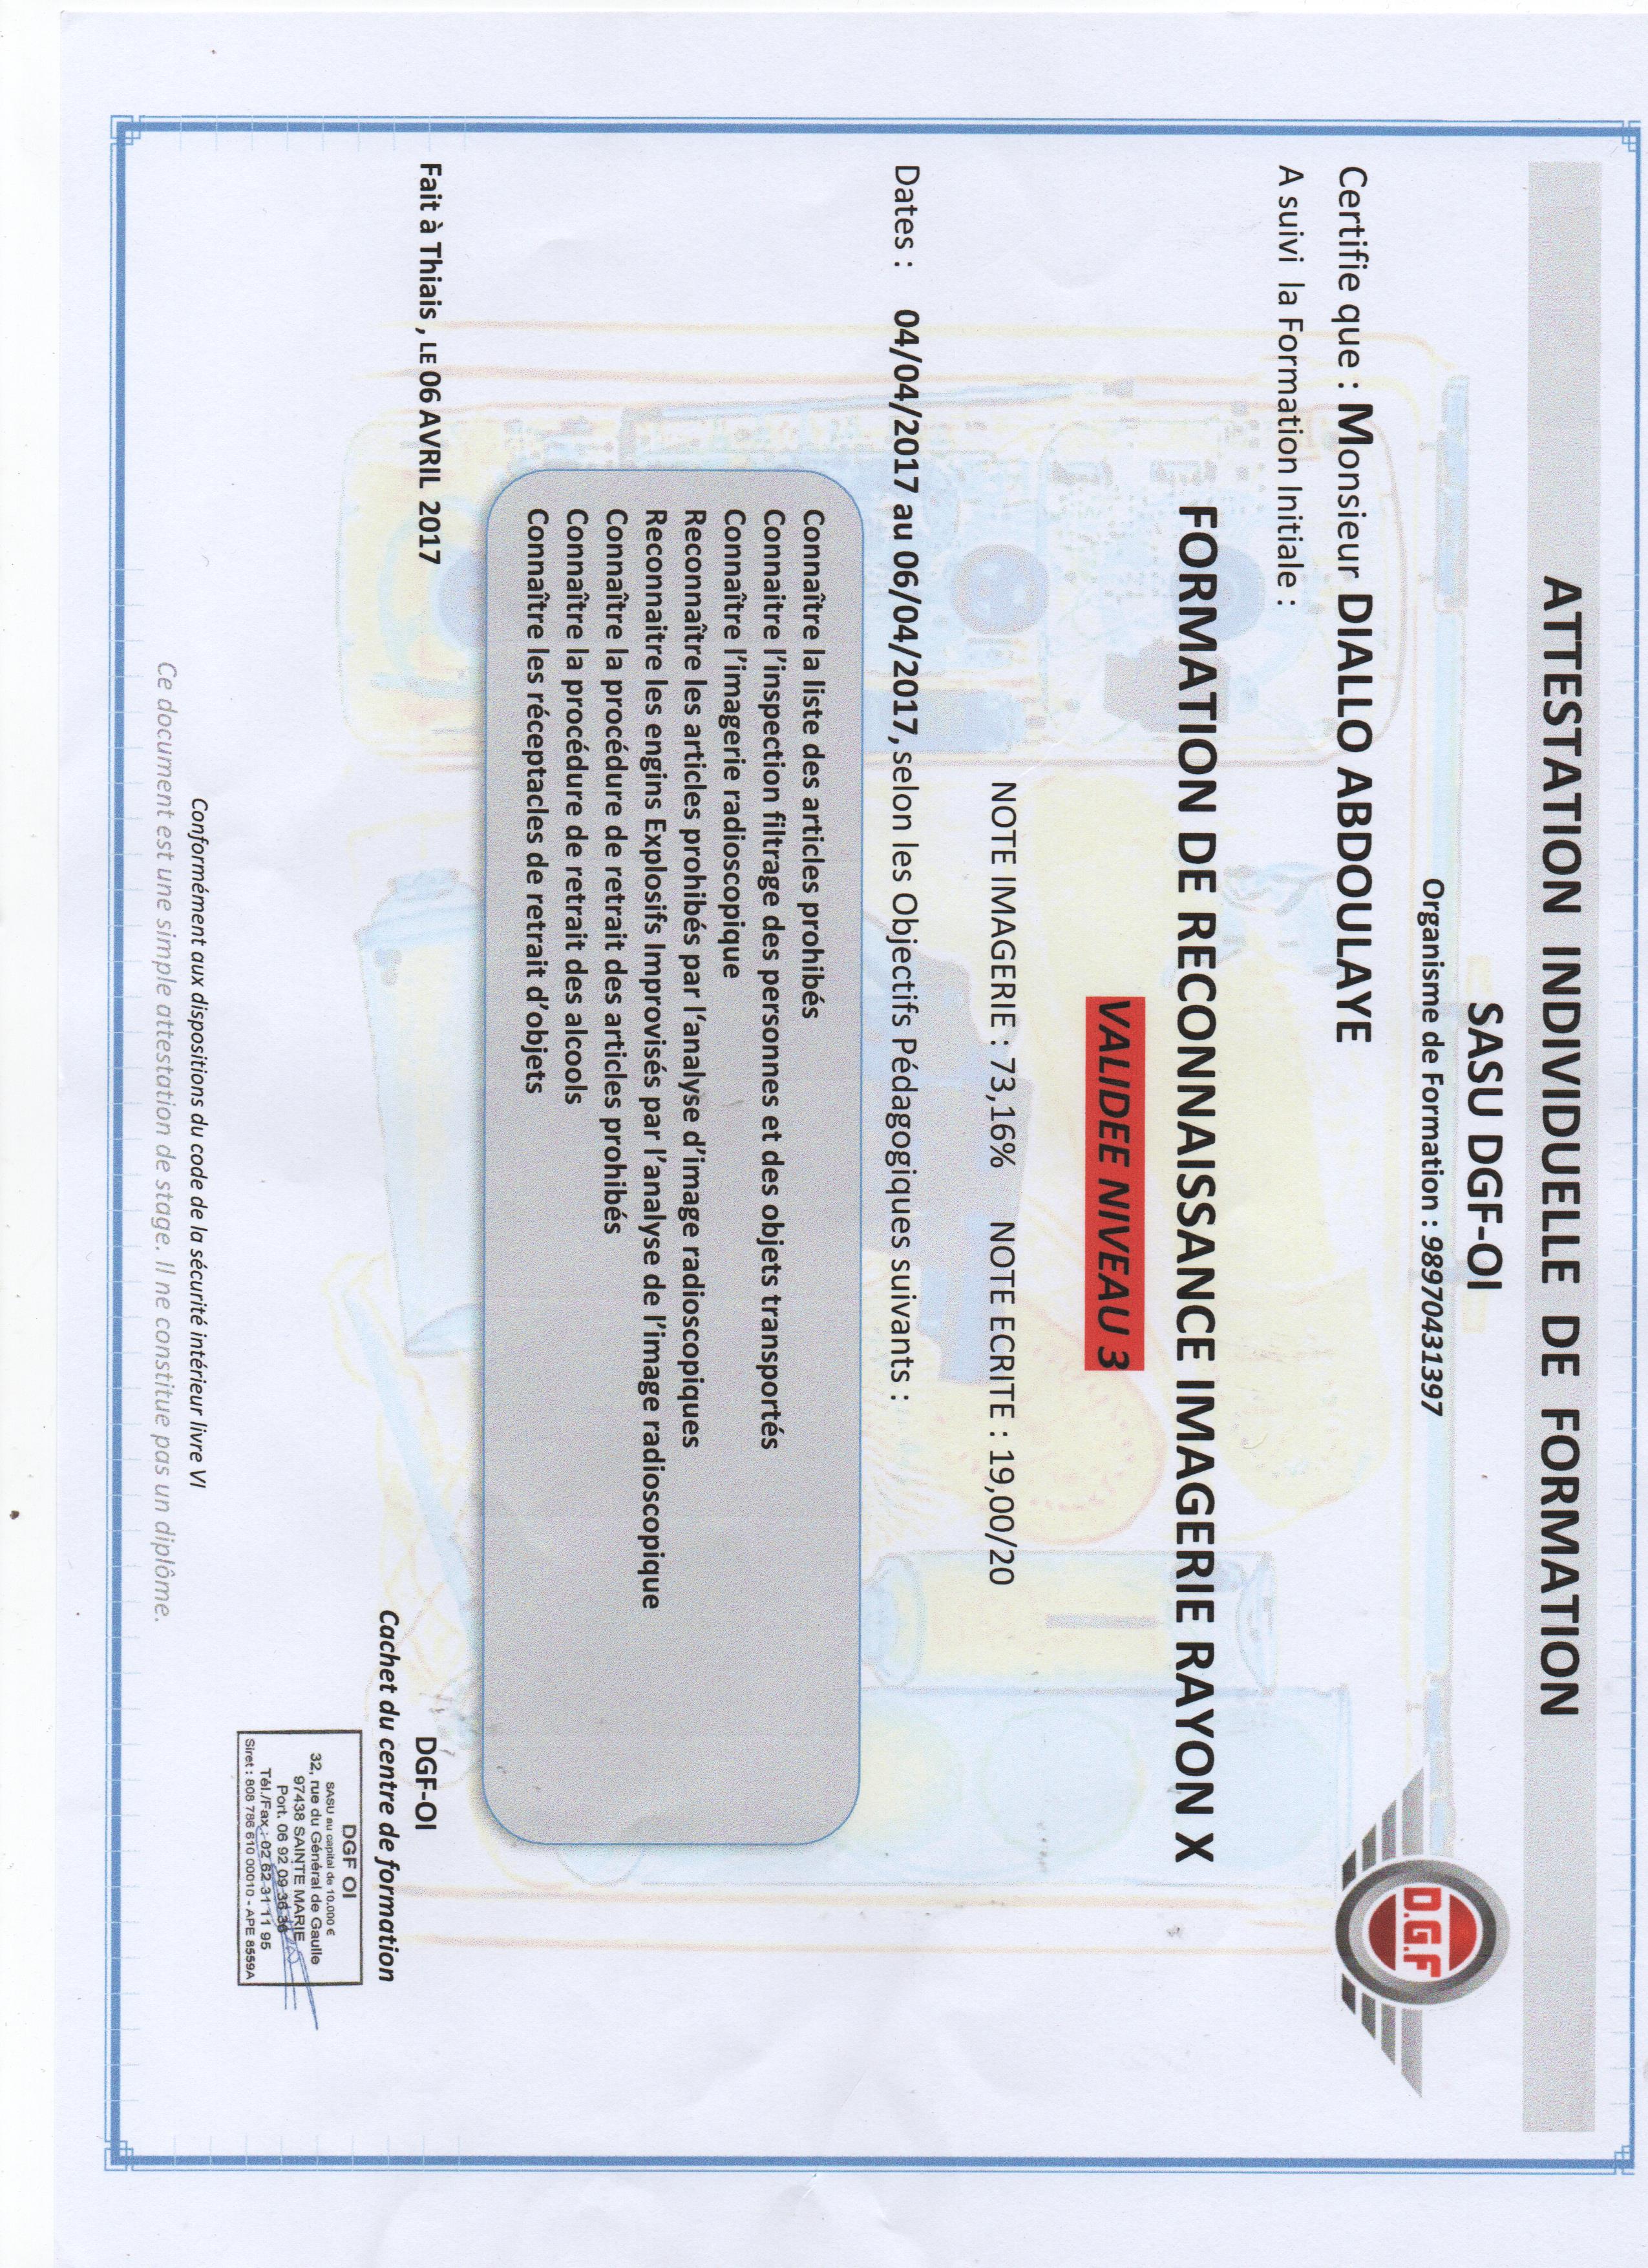 ATTESTATION INDIVIDUELLE DE FORMATION
SASU DGF-OI
Organisme de Formation : 98970431397
D.G.F
Certifie que : Monsieur DIALLO ABDOULAYE
A suivi la Formation Initiale :
FORMATION DE RECONNAISSANCE IMAGERIE RAYON X
VALIDEE NIVEAU 3
NOTE IMAGERIE : 73,16% NOTE ECRITE : 19,00/20
Dates : 04/04/2017 au 06/04/2017, selon les Objectifs Pédagogiques suivants :
Connaître la liste des articles prohibés
Connaitre l’inspection filtrage des personnes et des objets transportés
Connaître l’imagerie radioscopique
Reconnaître les articles prohibés par l‘analyse d’image radioscopiques
Reconnaitre les engins Explosifs Improvisés par l’analyse de l’image radioscopique
Connaître la procédure de retrait des articles prohibés
Connaître la procédure de retrait des alcools
Connaître les réceptacles de retrait d’objets
Fait à Thiais , LE 06 AVRIL 2017
DGF-OI
Cachet du centre de formation
DGF OI
SASU au capital de 10.000 €
32, rue du Général de Gaulle
97438 SAINTE MARIE
Port. 06 92 09 36 36
Tél./Fax : 02 62 31 11 95
Siret : 808 786 610 00010 - APE 8559A
Conformément aux dispositions du code de la sécurité intérieur livre VI
Ce document est une simple attestation de stage. Il ne constitue pas un diplôme.